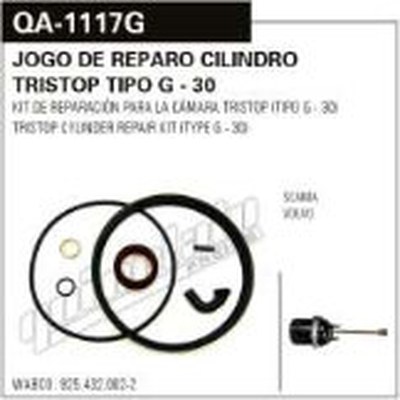 QA-1117G
JOGO DE REPARO CILINDRO
TRISTOP TIPO G - 30
KIT DE REPARACIÓN PARA LA CÁMARA TRISTOP (TIPO G - 30)
TRISTOP CYLINDER REPAIR KIT (TYPE G - 30)
SCANIA
VOLVO
WABCO: 925.432.002-2